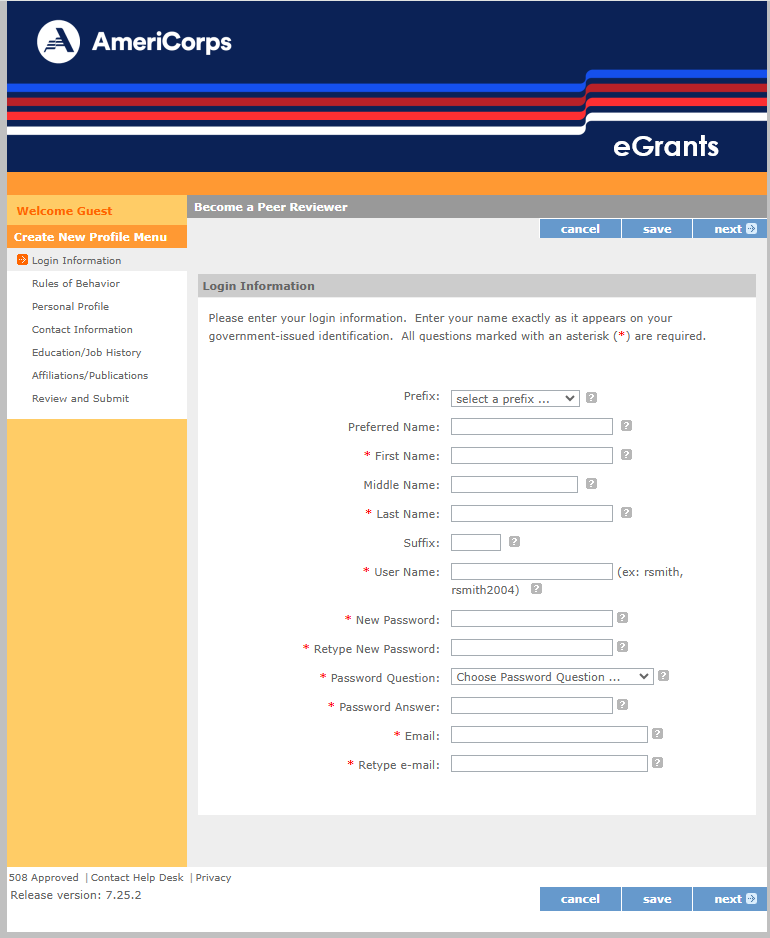 AmeriCorps
eGrants
Welcome Guest
Become a Peer Reviewer
Create New Profile Menu
cancel save next
Login Information
Rules of Behavior
Personal Profile
Contact Information
Education/Job History
Affiliations/Publications
Review and Submit
Login Information
Please enter your login information. Enter your name exactly as it appears on your
government-issued identification. All questions marked with an asterisk (*) are required.
Prefix: select a prefix ... ?
Preferred Name: ?
* First Name: ?
Middle Name: ?
* Last Name: ?
Suffix: ?
* User Name: (ex: rsmith,
rsmith2004) ?
* New Password: ?
* Retype New Password: ?
* Password Question: Choose Password Question ... ?
* Password Answer: ?
* Email: ?
* Retype e-mail: ?
508 Approved | Contact Help Desk | Privacy
Release version: 7.25.2
cancel save next